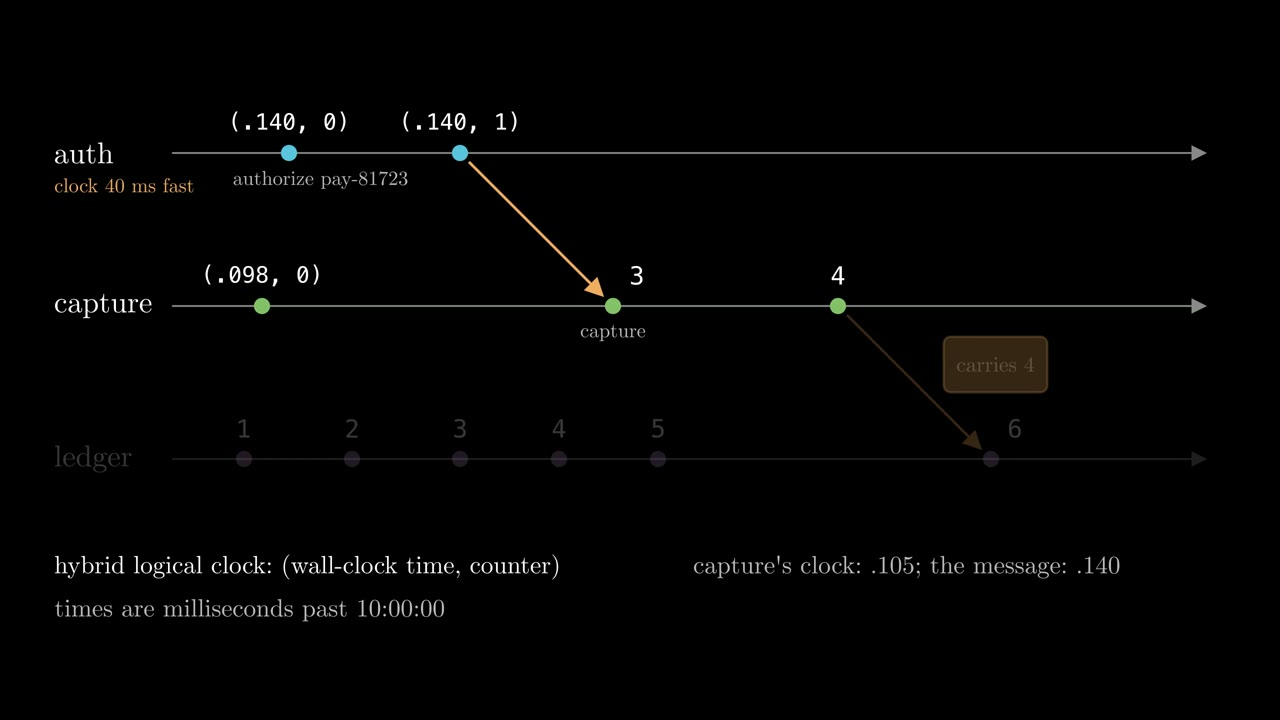 (.140, 0) (.140, 1)
auth
clock 40 ms fast
authorize pay-81723
(.098, 0) 3 4
capture
capture
carries 4
1 2 3 4 5 6
ledger
hybrid logical clock: (wall-clock time, counter)
capture's clock: .105; the message: .140
times are milliseconds past 10:00:00